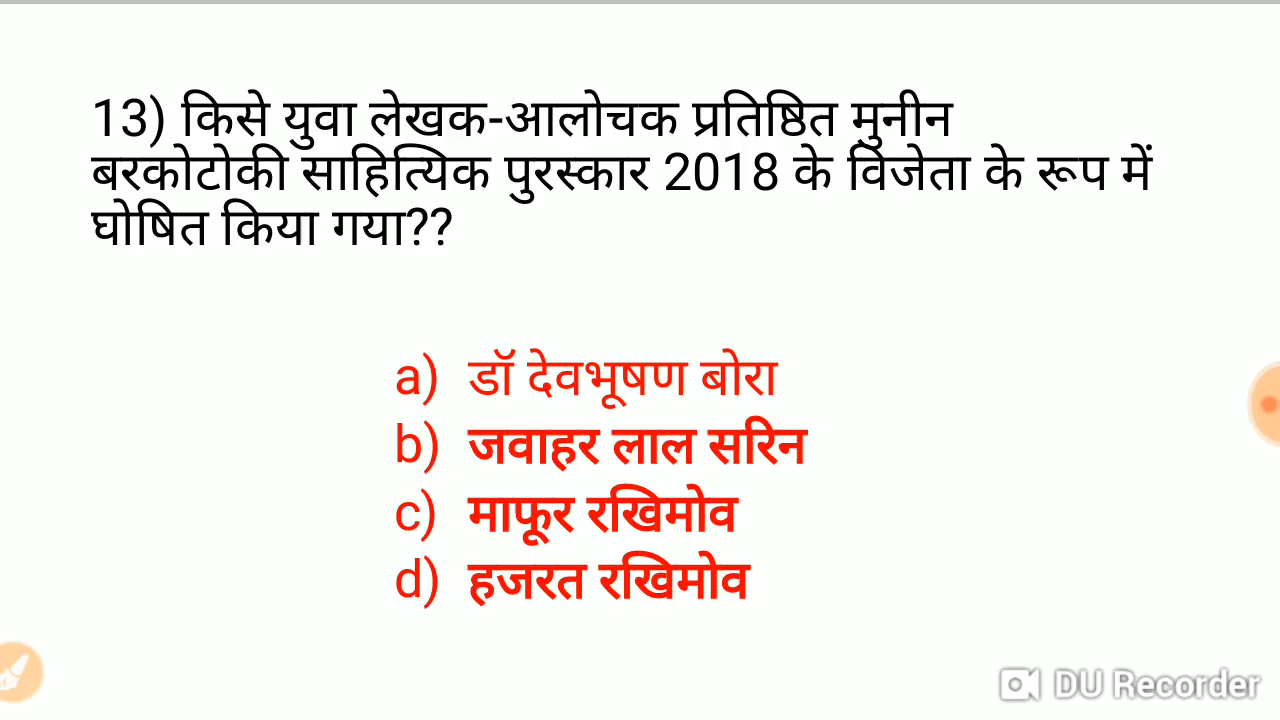 13) किसे युवा लेखक-आलोचक प्रतिष्ठित मुनीन
बरकोटोकी साहित्यिक पुरस्कार 2018 के विजेता के रूप में
घोषित किया गया??
a) डॉ देवभूषण बोरा
b) जवाहर लाल सरिन
c) माफूर रखिमोव
d) हजरत रखिमोव
DU Recorder